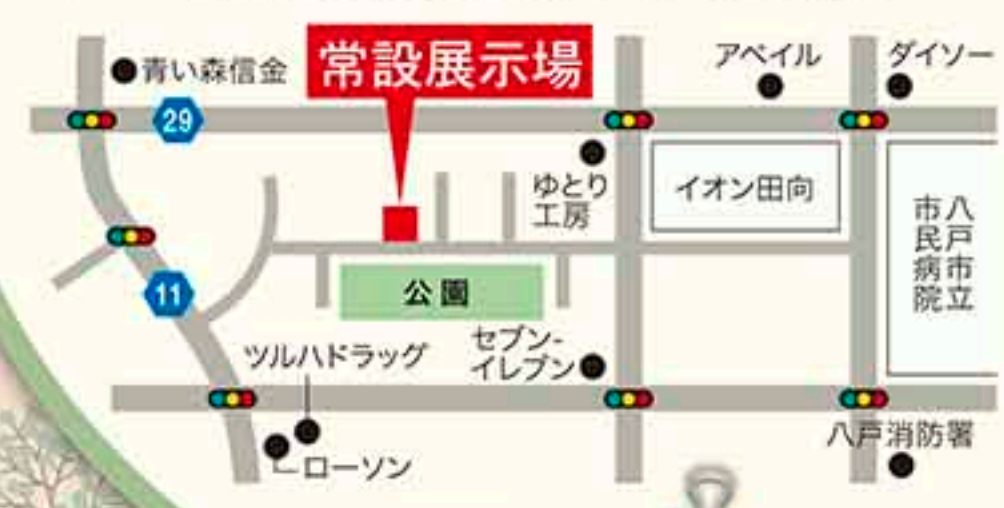 常設展示場
青い森信金
アベイル
ダイソー
29
ゆとり
工房
イオン田向
八戸市立
市民病院
11
公園
ツルハドラッグ
セブン-
イレブン
ローソン
八戸消防署